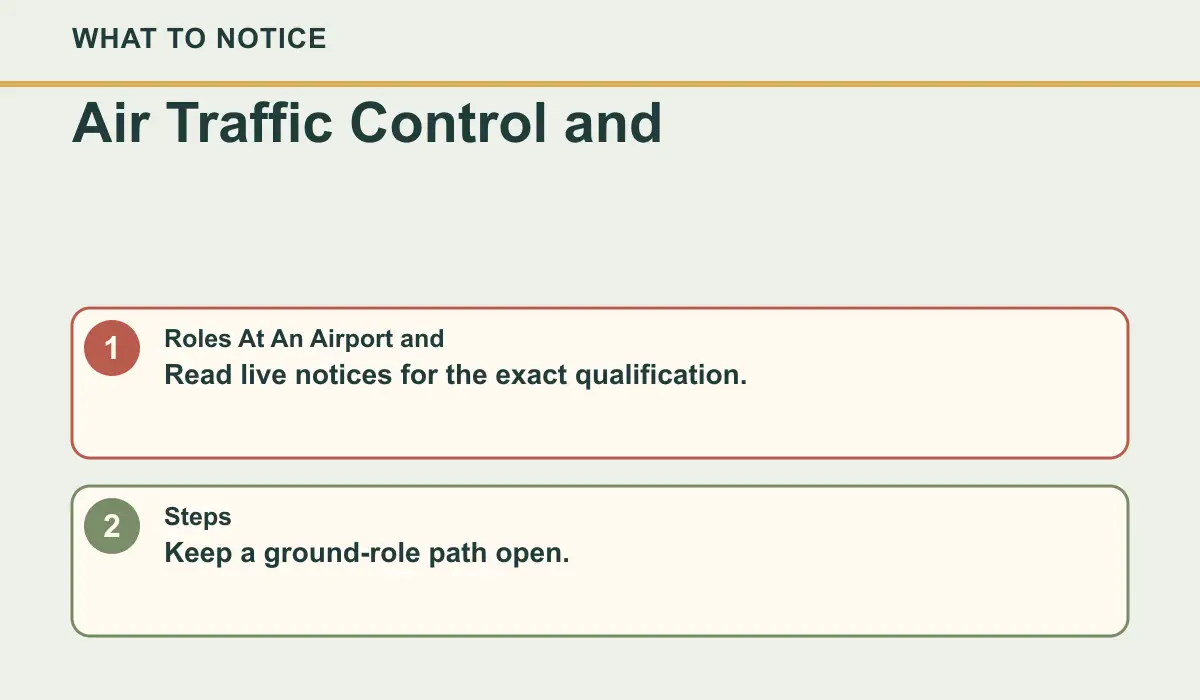 WHAT TO NOTICE
Air Traffic Control and
1
Roles At An Airport and
Read live notices for the exact qualification.
2
Steps
Keep a ground-role path open.